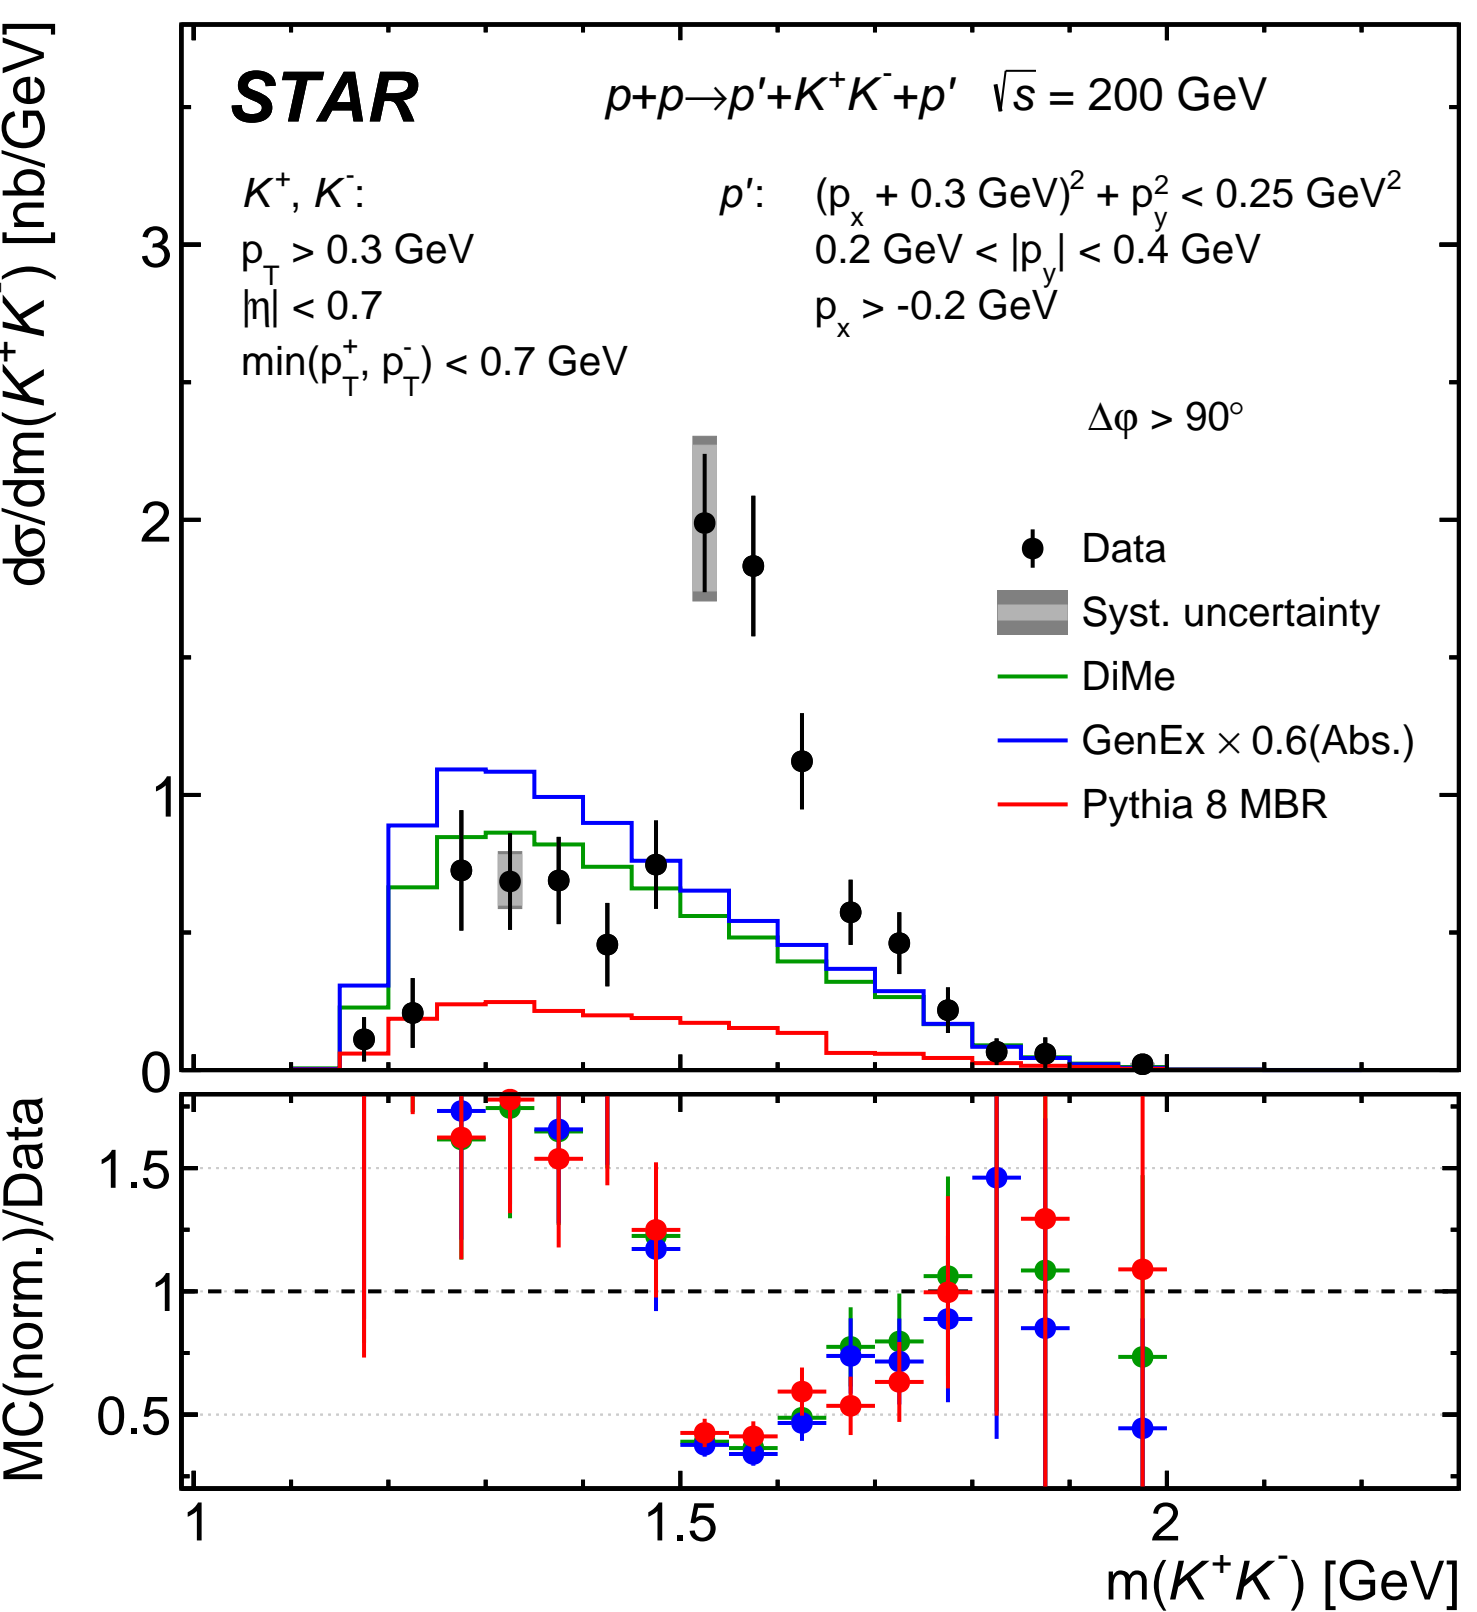 STAR p+p→p′+K⁺K⁻+p′ √s = 200 GeV
K⁺, K⁻: p′: (pₓ + 0.3 GeV)² + p_y² < 0.25 GeV²
p_T > 0.3 GeV 0.2 GeV < |p_y| < 0.4 GeV
|η| < 0.7 pₓ > -0.2 GeV
min(p_T⁺, p_T⁻) < 0.7 GeV
Δφ > 90°
Data
Syst. uncertainty
DiMe
GenEx × 0.6(Abs.)
Pythia 8 MBR
dσ/dm(K⁺K⁻) [nb/GeV]
3
2
1
0
MC(norm.)/Data
1.5
1
0.5
1 1.5 2
m(K⁺K⁻) [GeV]